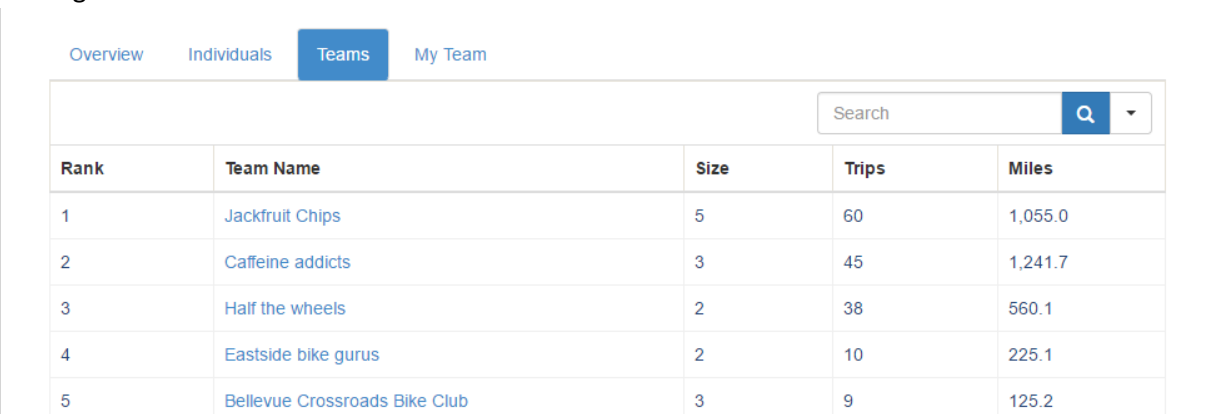 Overview Individuals Teams My Team
Search
Rank Team Name Size Trips Miles
1 Jackfruit Chips 5 60 1,055.0
2 Caffeine addicts 3 45 1,241.7
3 Half the wheels 2 38 560.1
4 Eastside bike gurus 2 10 225.1
5 Bellevue Crossroads Bike Club 3 9 125.2